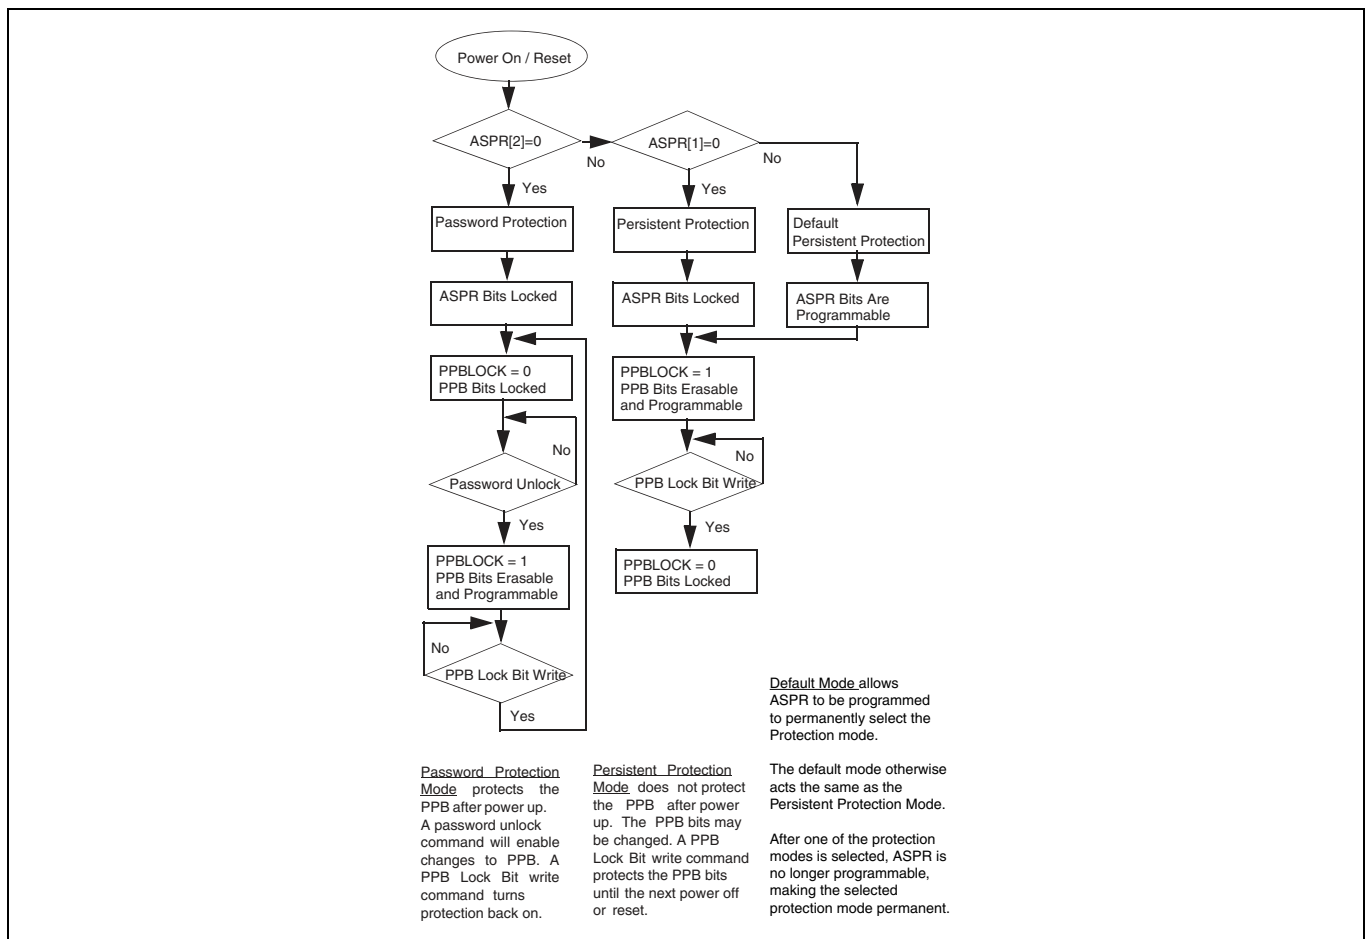 Power On / Reset
ASPR[2]=0
No
ASPR[1]=0
No
Yes
Yes
Password Protection
Persistent Protection
Default
Persistent Protection
ASPR Bits Locked
ASPR Bits Locked
ASPR Bits Are
Programmable
PPBLOCK = 0
PPB Bits Locked
PPBLOCK = 1
PPB Bits Erasable
and Programmable
No
Password Unlock
Yes
No
PPB Lock Bit Write
Yes
PPBLOCK = 1
PPB Bits Erasable
and Programmable
PPBLOCK = 0
PPB Bits Locked
No
PPB Lock Bit Write
Yes
Password Protection
Mode protects the
PPB after power up.
A password unlock
command will enable
changes to PPB. A
PPB Lock Bit write
command turns
protection back on.
Persistent Protection
Mode does not protect
the PPB after power
up. The PPB bits may
be changed. A PPB
Lock Bit write command
protects the PPB bits
until the next power off
or reset.
Default Mode allows
ASPR to be programmed
to permanently select the
Protection mode.
The default mode otherwise
acts the same as the
Persistent Protection Mode.
After one of the protection
modes is selected, ASPR is
no longer programmable,
making the selected
protection mode permanent.